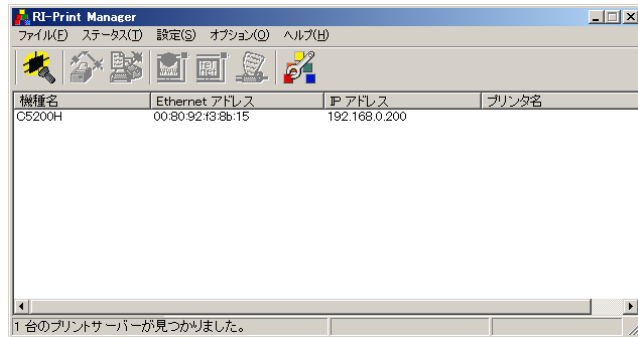 RI-Print Manager
ファイル(F) ステータス(T) 設定(S) オプション(O) ヘルプ(H)
機種名 Ethernet アドレス IP アドレス プリンタ名
C5200H 00:80:92:f3:8b:15 192.168.0.200
1 台のプリントサーバーが見つかりました。